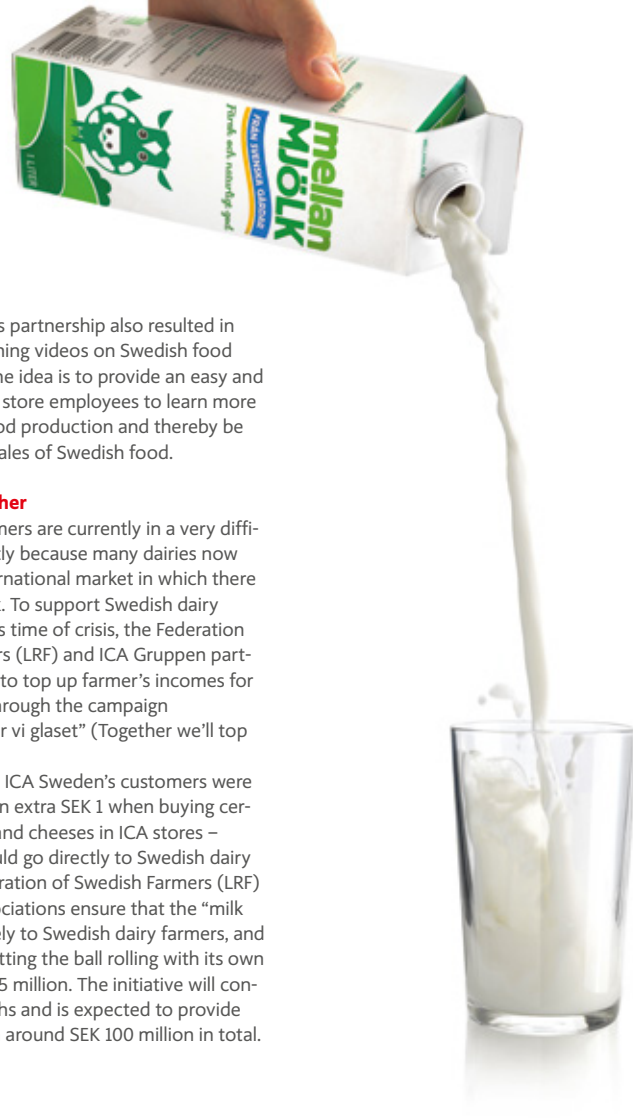 mellan
MJÖLK
FRÅN SVENSKA GÅRDAR
Färsk och naturligt god
1 LITER
s partnership also resulted in
ning videos on Swedish food
he idea is to provide an easy and
store employees to learn more
od production and thereby be
ales of Swedish food.
her
mers are currently in a very diffi-
tly because many dairies now
rnational market in which there
. To support Swedish dairy
s time of crisis, the Federation
rs (LRF) and ICA Gruppen part-
to top up farmer's incomes for
rough the campaign
r vi glaset" (Together we'll top
ICA Sweden's customers were
n extra SEK 1 when buying cer-
and cheeses in ICA stores –
uld go directly to Swedish dairy
ration of Swedish Farmers (LRF)
ociations ensure that the "milk
ely to Swedish dairy farmers, and
tting the ball rolling with its own
5 million. The initiative will con-
hs and is expected to provide
around SEK 100 million in total.